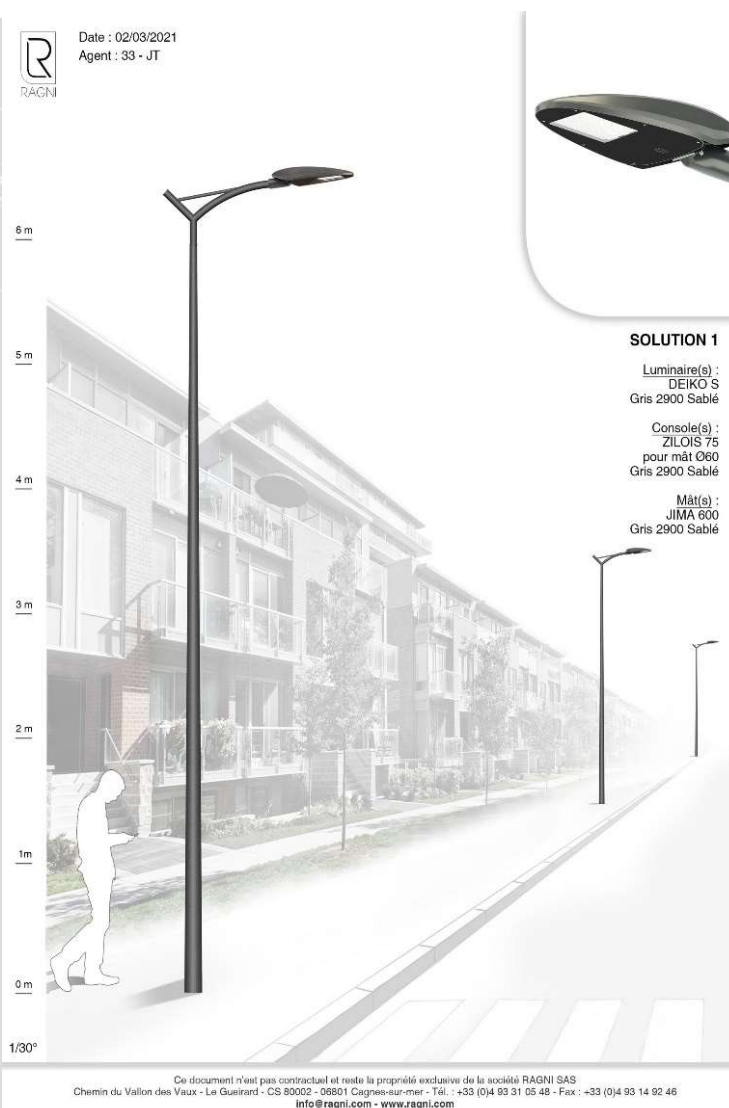 Date : 02/03/2021
Agent : 33 - JT
RAGNI
6 m
5 m
4 m
3 m
2 m
1m
0 m
1/30°
SOLUTION 1
Luminaire(s) :
DEIKO S
Gris 2900 Sablé
Console(s) :
ZILOIS 75
pour mât Ø60
Gris 2900 Sablé
Mât(s) :
JIMA 600
Gris 2900 Sablé
Ce document n'est pas contractuel et reste la propriété exclusive de la société RAGNI SAS
Chemin du Vallon des Vaux - Le Gueirard - CS 80002 - 06801 Cagnes-sur-mer - Tél. : +33 (0)4 93 31 05 48 - Fax : +33 (0)4 93 14 92 46
info@ragni.com - www.ragni.com